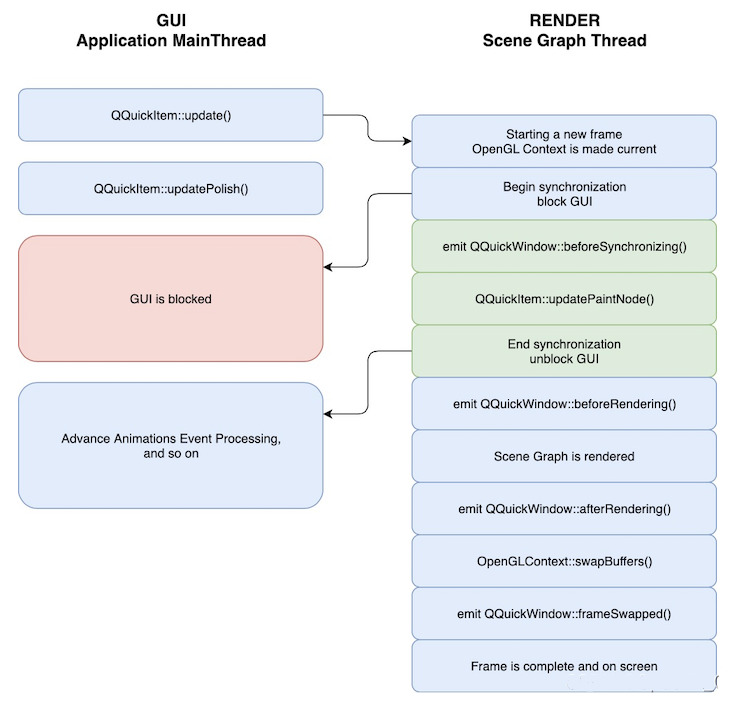 GUI
Application MainThread
RENDER
Scene Graph Thread
QQuickItem::update()
QQuickItem::updatePolish()
GUI is blocked
Advance Animations Event Processing,
and so on
Starting a new frame
OpenGL Context is made current
Begin synchronization
block GUI
emit QQuickWindow::beforeSynchronizing()
QQuickItem::updatePaintNode()
End synchronization
unblock GUI
emit QQuickWindow::beforeRendering()
Scene Graph is rendered
emit QQuickWindow::afterRendering()
OpenGLContext::swapBuffers()
emit QQuickWindow::frameSwapped()
Frame is complete and on screen